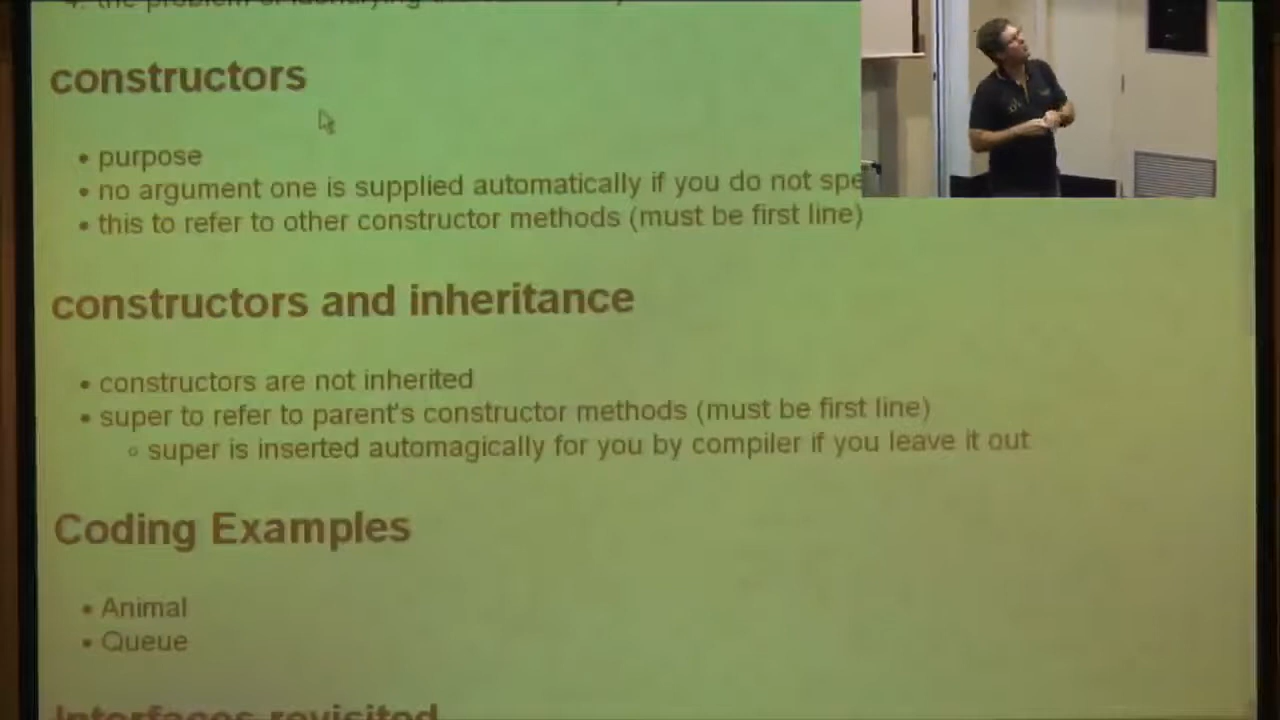 constructors
• purpose
• no argument one is supplied automatically if you do not spe
• this to refer to other constructor methods (must be first line)
constructors and inheritance
• constructors are not inherited
• super to refer to parent's constructor methods (must be first line)
◦ super is inserted automagically for you by compiler if you leave it out
Coding Examples
• Animal
• Queue
Interfaces revisited